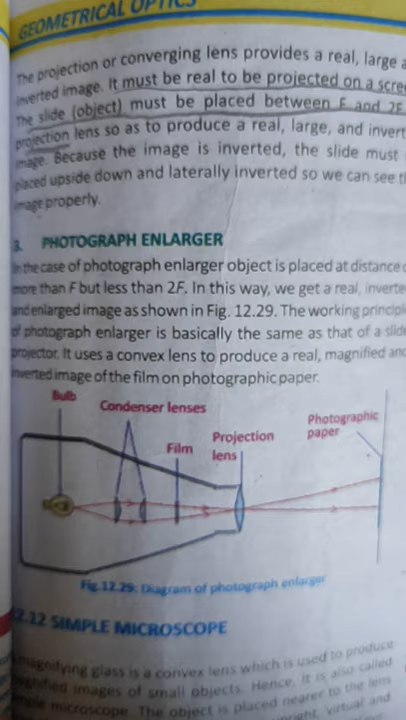 GEOMETRICAL OPTICS
The projection or converging lens provides a real, large
inverted image. It must be real to be projected on a
The slide (object) must be placed between F and 2F
projection lens so as to produce a real, large, and
image. Because the image is inverted, the slide must
placed upside down and laterally inverted so we can see
image properly.
3. PHOTOGRAPH ENLARGER
In the case of photograph enlarger object is placed at distance
more than F but less than 2F. In this way, we get a real,
and enlarged image as shown in Fig. 12.29. The working
of photograph enlarger is basically the same as that of a
projector. It uses a convex lens to produce a real, magnified
inverted image of the film on photographic paper.
Bulb
Condenser lenses
Film
Projection
lens
Photographic
paper
Fig 12.29: Diagram of photograph enlarger
2.12 SIMPLE MICROSCOPE
magnifying glass is a convex lens which is used to produce
images of small objects. Hence, it is also called
microscope. The object is placed nearer to the lens
virtual and